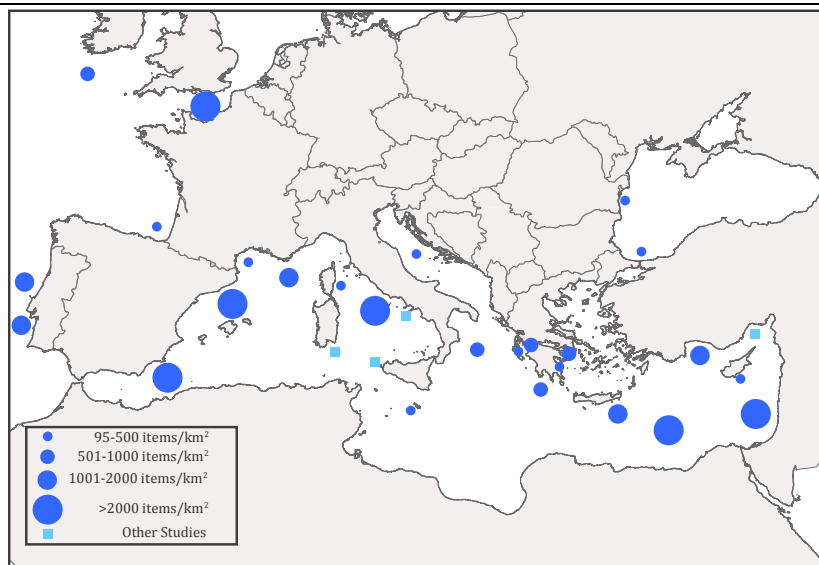 95-500 items/km²
501-1000 items/km²
1001-2000 items/km²
>2000 items/km²
Other Studies